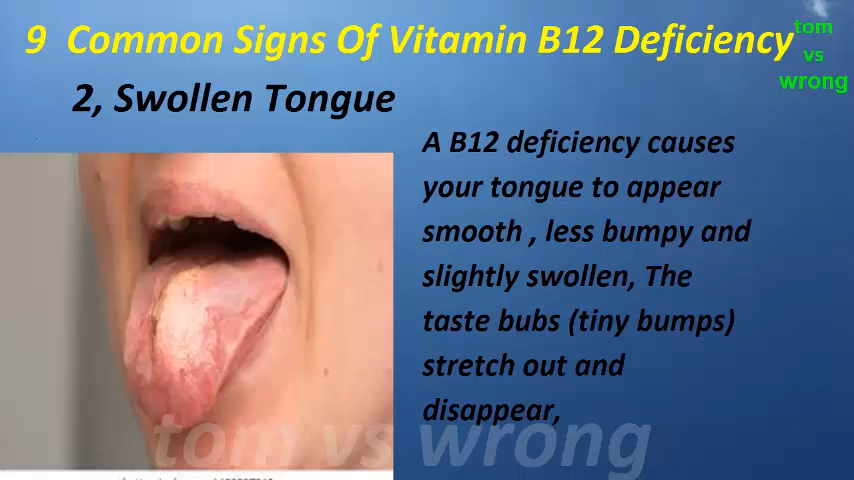 9 Common Signs Of Vitamin B12 Deficiency
tom
vs
wrong
2, Swollen Tongue
A B12 deficiency causes
your tongue to appear
smooth , less bumpy and
slightly swollen, The
taste bubs (tiny bumps)
stretch out and
disappear,
tom vs wrong